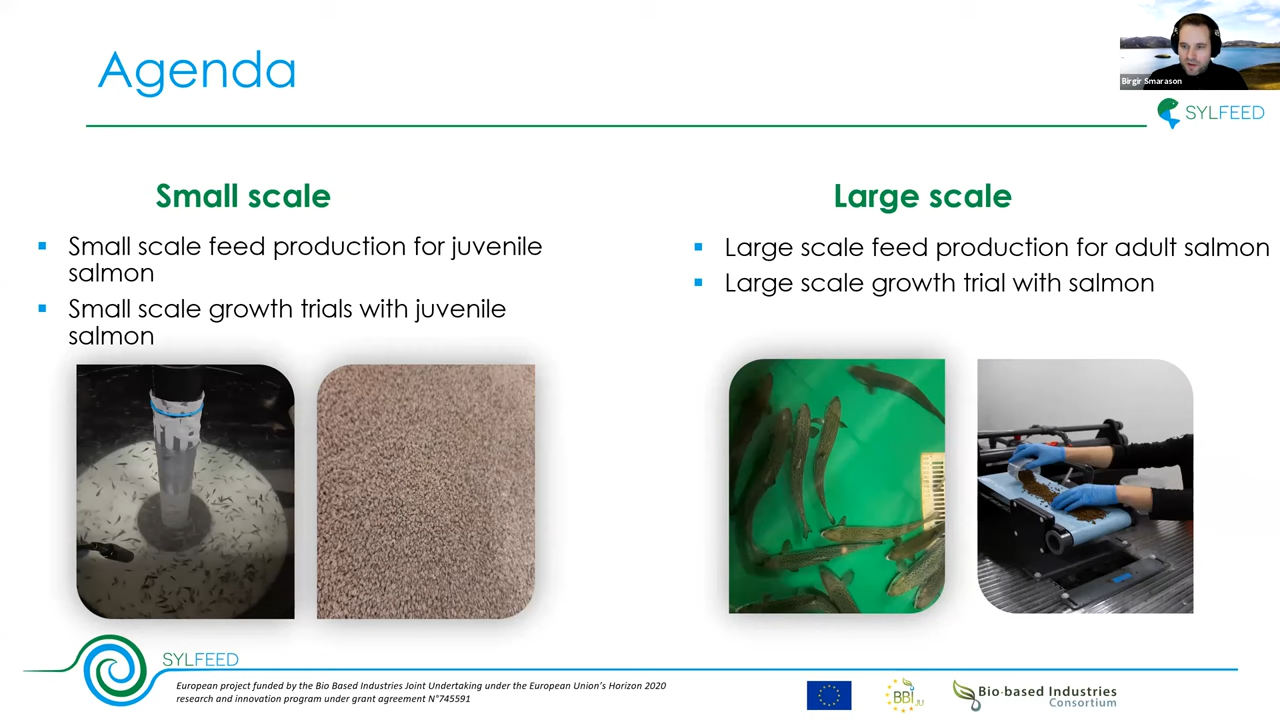 Agenda
Birgir Smarason
SYLFEED
Small scale
▪ Small scale feed production for juvenile
salmon
▪ Small scale growth trials with juvenile
salmon
Large scale
▪ Large scale feed production for adult salmon
▪ Large scale growth trial with salmon
SYLFEED
European project funded by the Bio Based Industries Joint Undertaking under the European Union's Horizon 2020
research and innovation program under grant agreement N°745591
BBI
JU
Bio-based Industries
Consortium